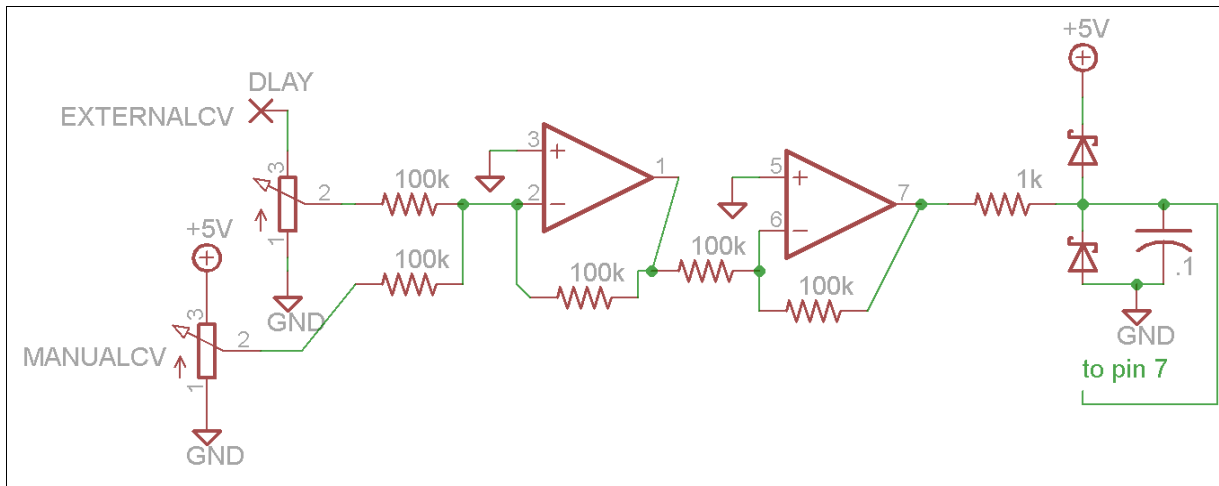 +5V
DLAY
EXTERNALCV
3
2
1
100k
3
+
2
−
1
5
+
6
−
7
1k
+5V
3
2
1
100k
100k
100k
100k
.1
GND
GND
MANUALCV
GND
to pin 7
+5V